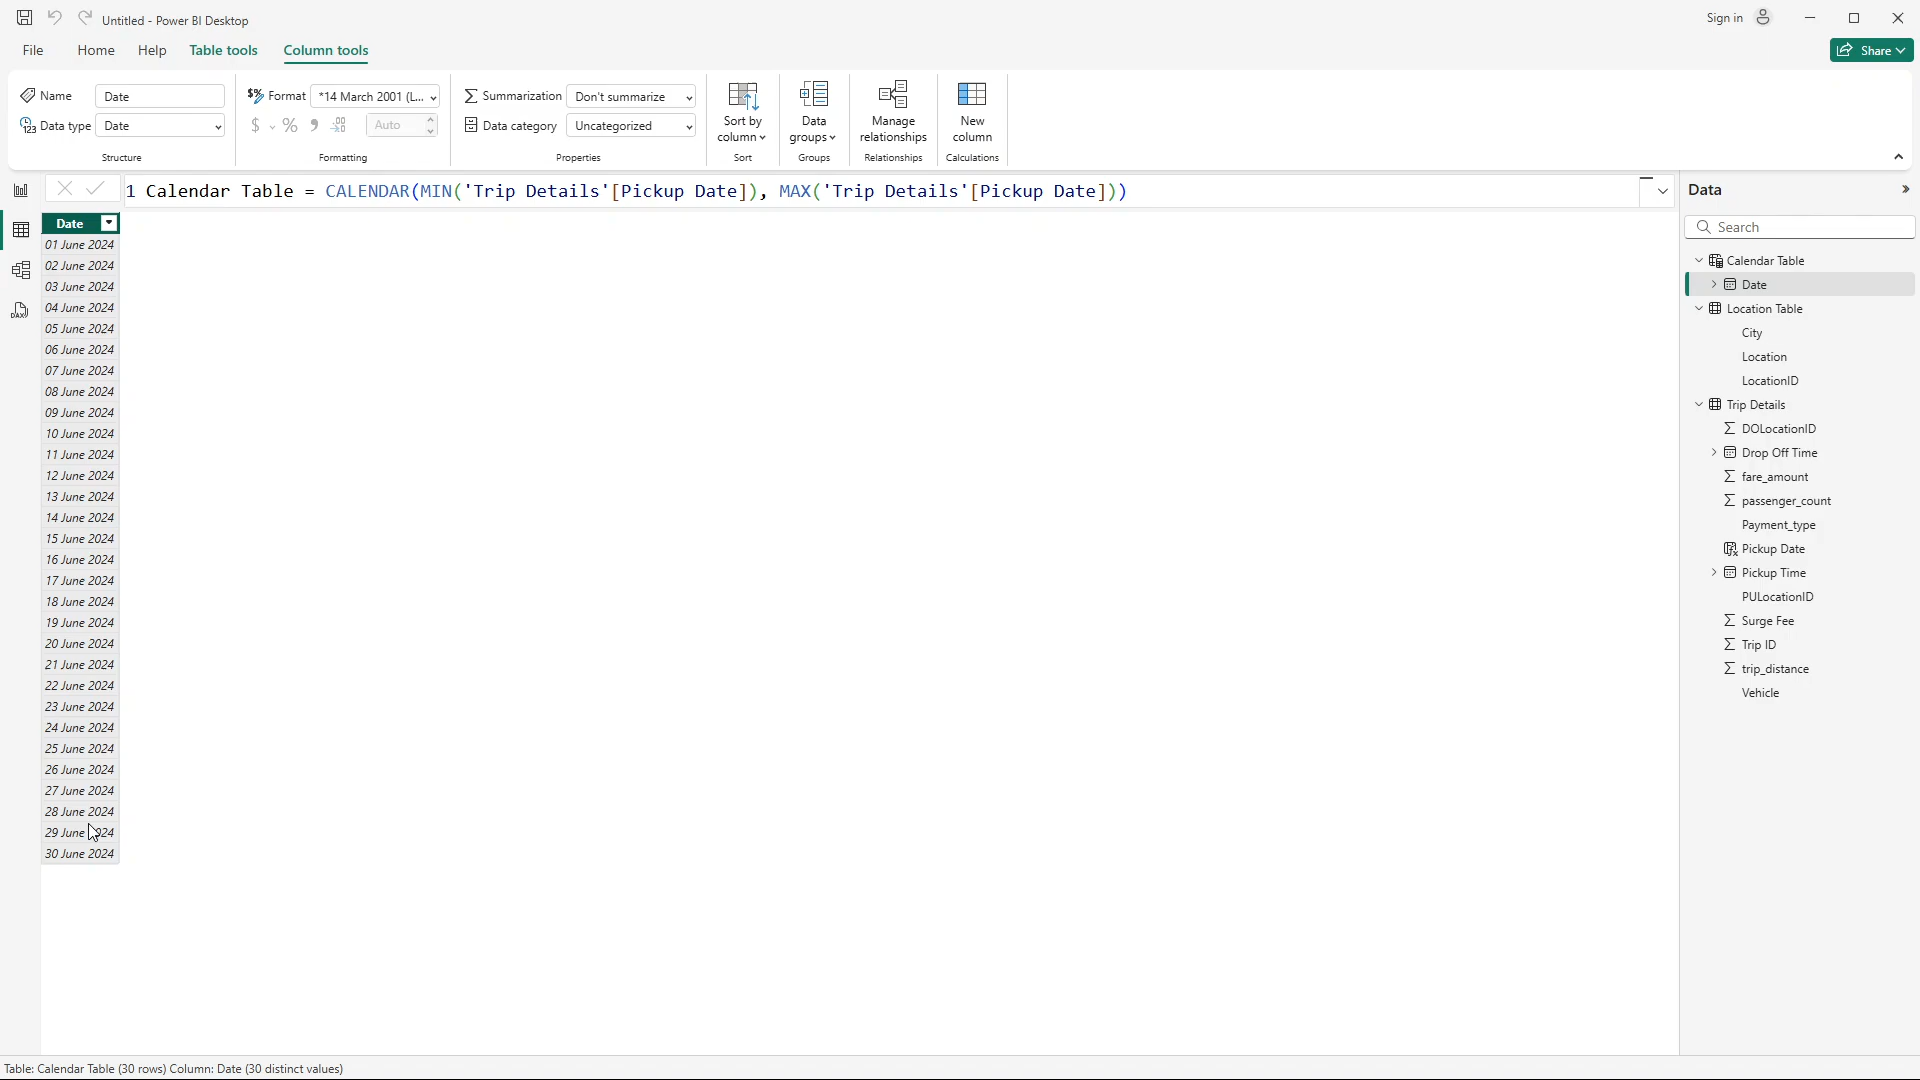 Untitled - Power BI Desktop
Sign in
File Home Help Table tools Column tools
Share
Name Date
Data type Date
Structure
Format *14 March 2001 (L...
$ % Auto
Formatting
Summarization Don't summarize
Data category Uncategorized
Properties
Sort by
column
Sort
Data
groups
Groups
Manage
relationships
Relationships
New
column
Calculations
1 Calendar Table = CALENDAR(MIN('Trip Details'[Pickup Date]), MAX('Trip Details'[Pickup Date]))
Date
01 June 2024
02 June 2024
03 June 2024
04 June 2024
05 June 2024
06 June 2024
07 June 2024
08 June 2024
09 June 2024
10 June 2024
11 June 2024
12 June 2024
13 June 2024
14 June 2024
15 June 2024
16 June 2024
17 June 2024
18 June 2024
19 June 2024
20 June 2024
21 June 2024
22 June 2024
23 June 2024
24 June 2024
25 June 2024
26 June 2024
27 June 2024
28 June 2024
29 June 2024
30 June 2024
Data
Search
Calendar Table
Date
Location Table
City
Location
LocationID
Trip Details
DOLocationID
Drop Off Time
fare_amount
passenger_count
Payment_type
Pickup Date
Pickup Time
PULocationID
Surge Fee
Trip ID
trip_distance
Vehicle
Table: Calendar Table (30 rows) Column: Date (30 distinct values)